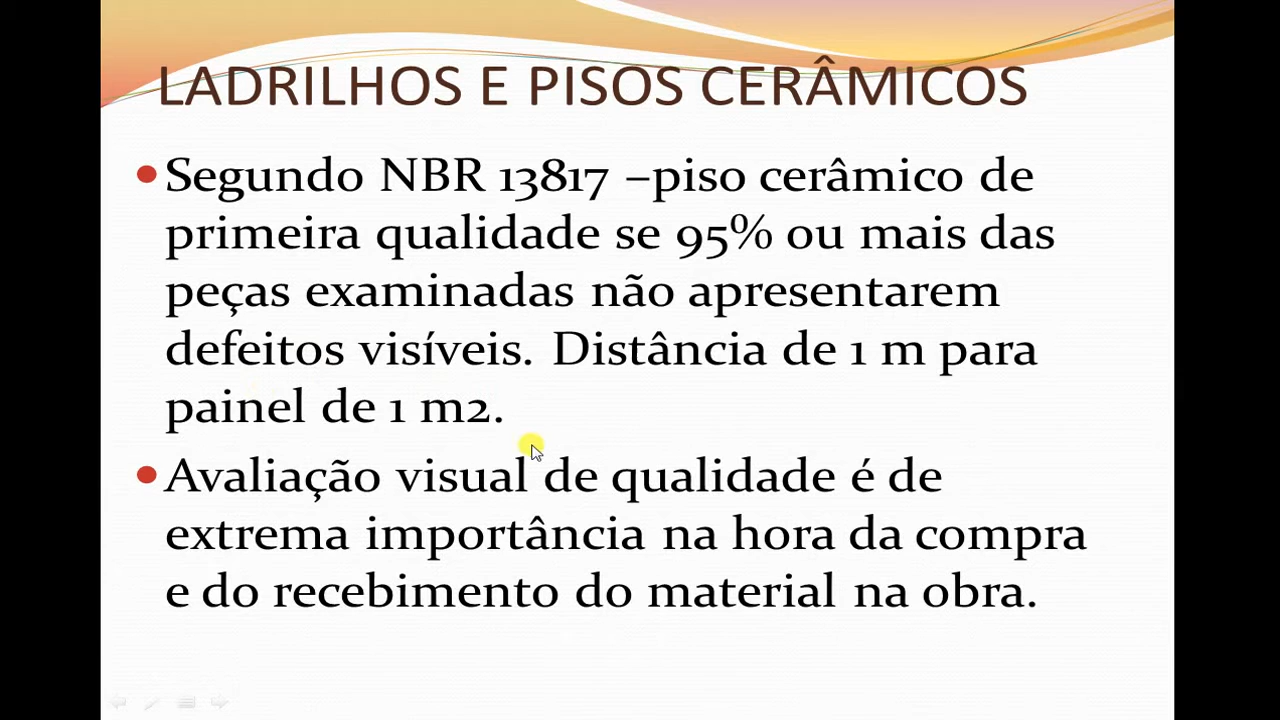 LADRILHOS E PISOS CERÂMICOS
•Segundo NBR 13817 –piso cerâmico de
primeira qualidade se 95% ou mais das
peças examinadas não apresentarem
defeitos visíveis. Distância de 1 m para
painel de 1 m2.
•Avaliação visual de qualidade é de
extrema importância na hora da compra
e do recebimento do material na obra.